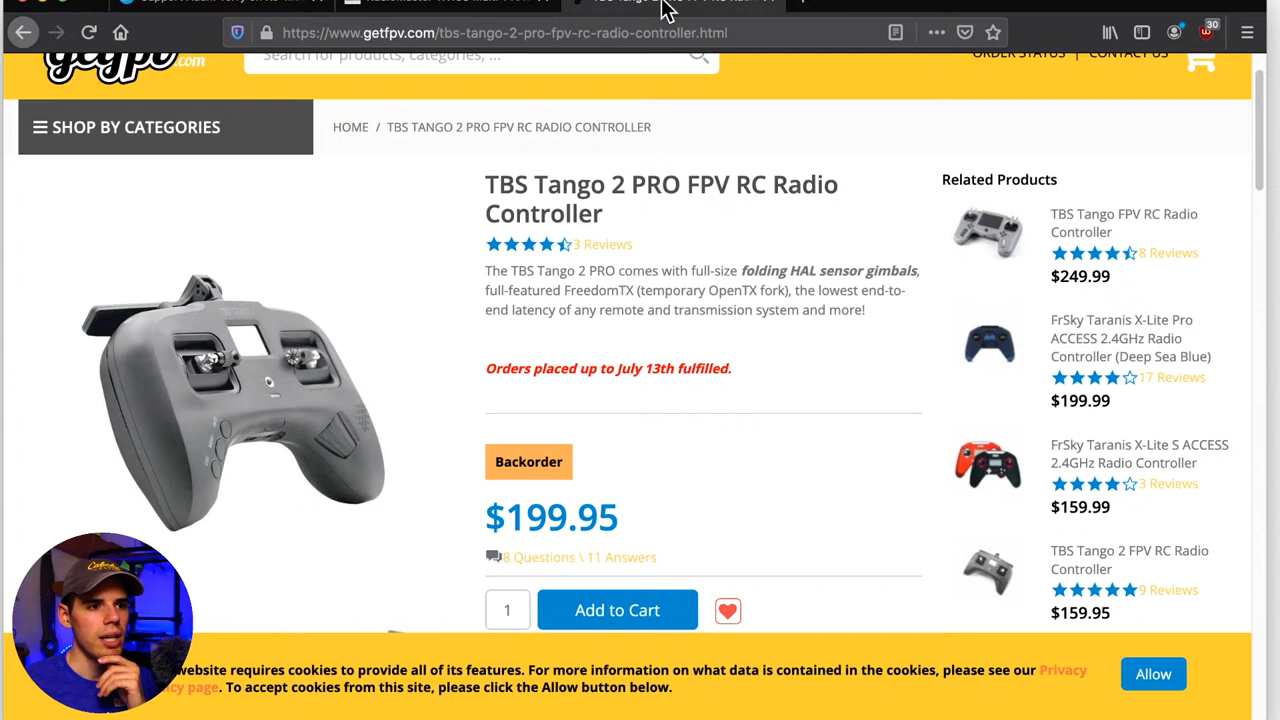 https://www.getfpv.com/tbs-tango-2-pro-fpv-rc-radio-controller.html
30
getfpv.com
Search for products, categories, ...
ORDER STATUS | CONTACT US
SHOP BY CATEGORIES
HOME / TBS TANGO 2 PRO FPV RC RADIO CONTROLLER
TBS Tango 2 PRO FPV RC Radio
Controller
3 Reviews
The TBS Tango 2 PRO comes with full-size folding HAL sensor gimbals,
full-featured FreedomTX (temporary OpenTX fork), the lowest end-to-
end latency of any remote and transmission system and more!
Orders placed up to July 13th fulfilled.
Backorder
$199.95
8 Questions \ 11 Answers
1
Add to Cart
Related Products
TBS Tango FPV RC Radio
Controller
8 Reviews
$249.99
FrSky Taranis X-Lite Pro
ACCESS 2.4GHz Radio
Controller (Deep Sea Blue)
17 Reviews
$199.99
FrSky Taranis X-Lite S ACCESS
2.4GHz Radio Controller
3 Reviews
$159.99
TBS Tango 2 FPV RC Radio
Controller
9 Reviews
$159.95
website requires cookies to provide all of its features. For more information on what data is contained in the cookies, please see our Privacy
page. To accept cookies from this site, please click the Allow button below.
Allow